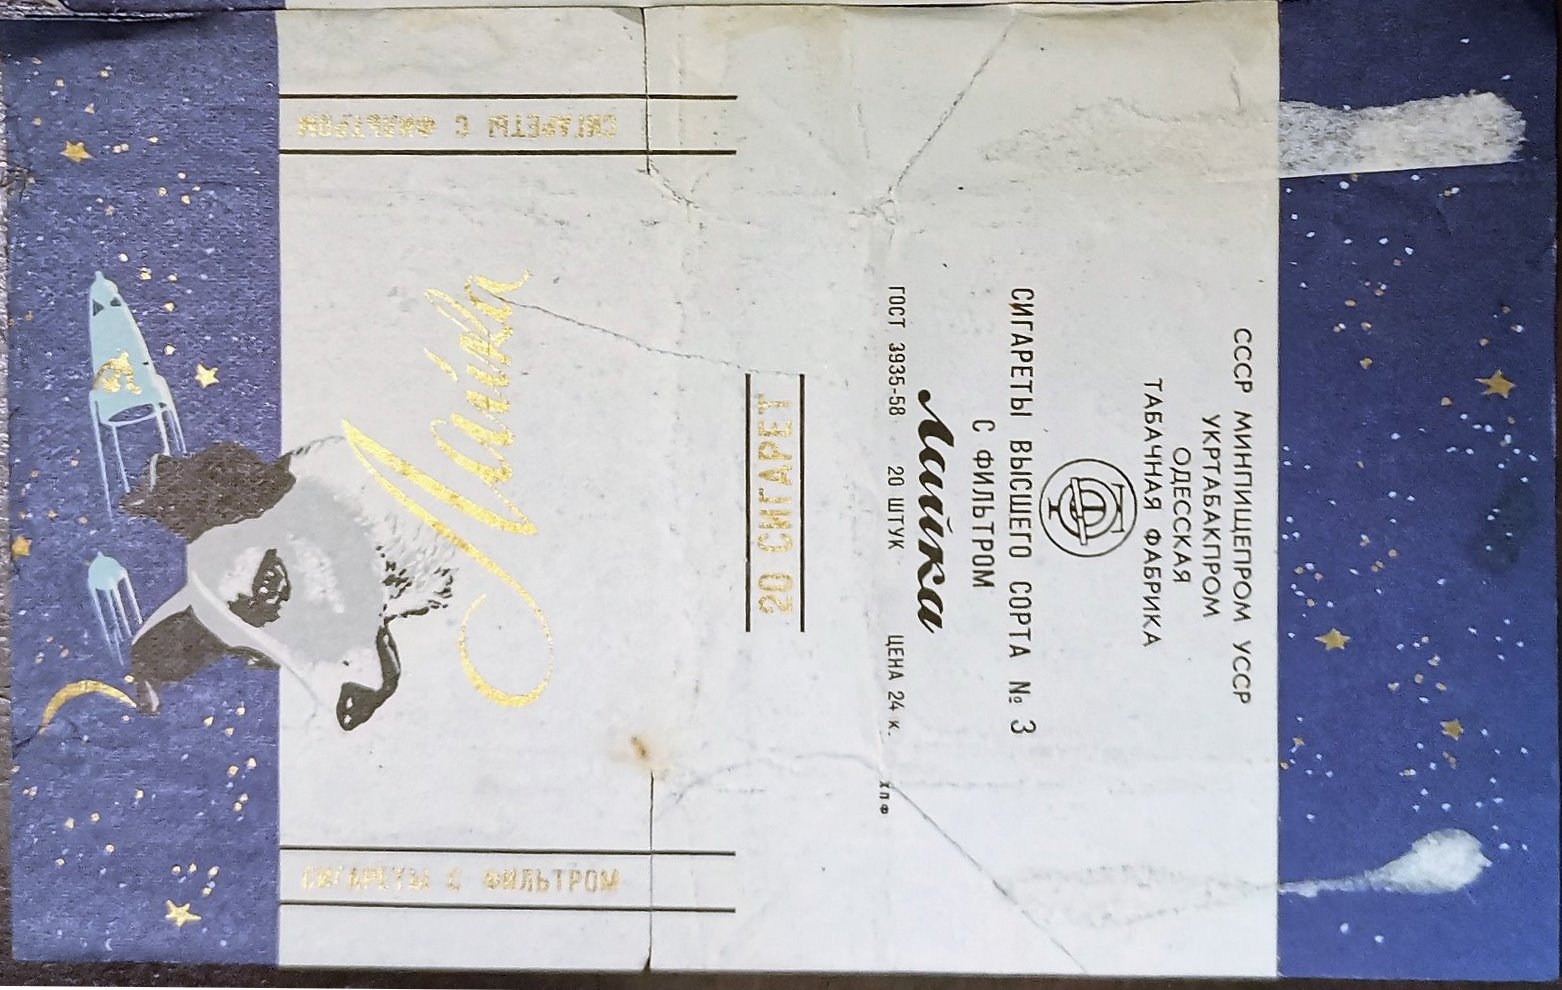 СИГАРЕТЫ С ФИЛЬТРОМ
Лайка
СИГАРЕТЫ С ФИЛЬТРОМ
20 СИГАРЕТ
СССР МИНПИЩЕПРОМ УССР
УКРТАБАКПРОМ
ОДЕССКАЯ
ТАБАЧНАЯ ФАБРИКА
СИГАРЕТЫ ВЫСШЕГО СОРТА № 3
С ФИЛЬТРОМ
Лайка
ГОСТ 3935-58 20 ШТУК ЦЕНА 24 к.
ХПФ